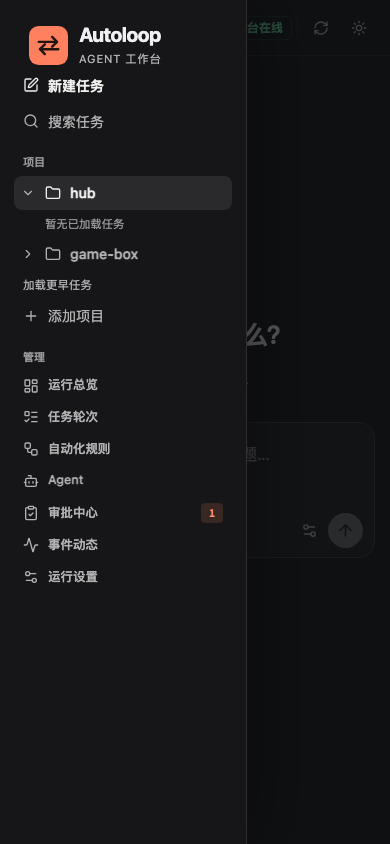 Autoloop
AGENT 工作台
台在线
新建任务
搜索任务
项目
hub
暂无已加载任务
game-box
加载更早任务
添加项目
么?
管理
运行总览
任务轮次
自动化规则
题...
Agent
审批中心
1
事件动态
运行设置